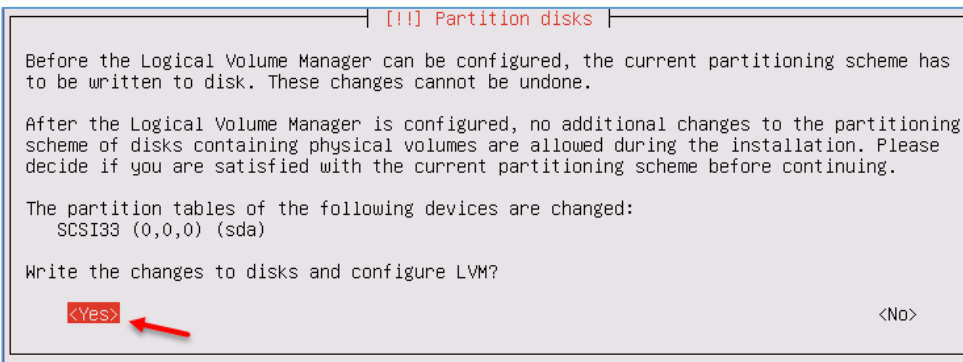 [!!] Partition disks
Before the Logical Volume Manager can be configured, the current partitioning scheme has
to be written to disk. These changes cannot be undone.
After the Logical Volume Manager is configured, no additional changes to the partitioning
scheme of disks containing physical volumes are allowed during the installation. Please
decide if you are satisfied with the current partitioning scheme before continuing.
The partition tables of the following devices are changed:
SCSI33 (0,0,0) (sda)
Write the changes to disks and configure LVM?
<Yes> <No>